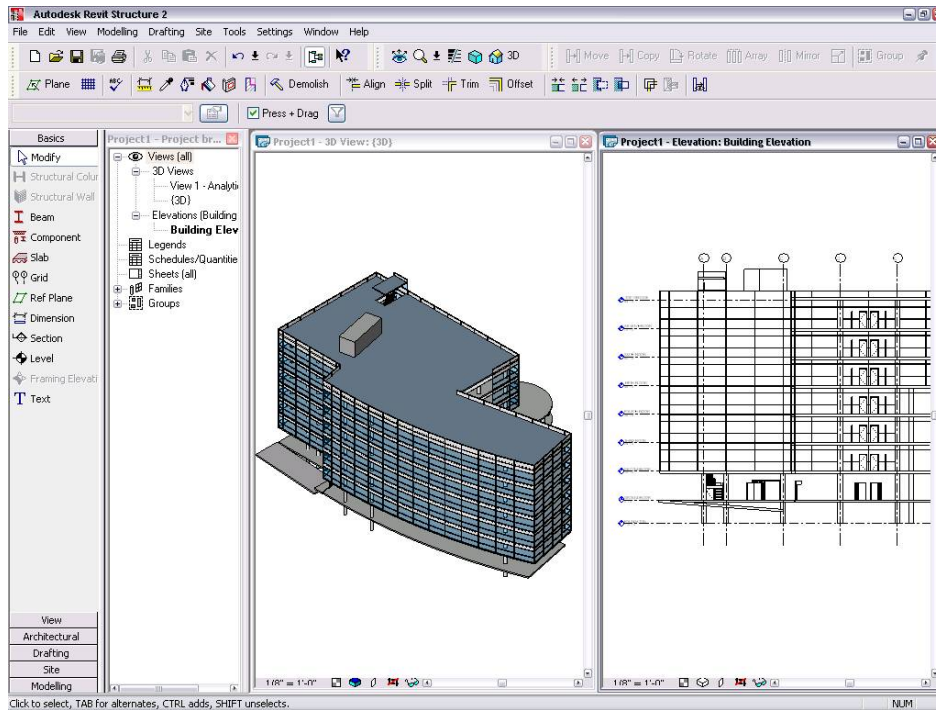 Autodesk Revit Structure 2
File Edit View Modelling Drafting Site Tools Settings Window Help
3D Move Copy Rotate Array Mirror Group
Plane Demolish Align Split Trim Offset
Press + Drag
Basics
Modify
Structural Colur
Structural Wall
Beam
Component
Slab
Grid
Ref Plane
Dimension
Section
Level
Framing Elevati
Text
View
Architectural
Drafting
Site
Modelling
Project1 - Project br...
Views (all)
3D Views
View 1 - Analyti
{3D}
Elevations (Building
Building Elev
Legends
Schedules/Quantitie
Sheets (all)
Families
Groups
Project1 - 3D View: {3D}
1/8" = 1'-0"
Project1 - Elevation: Building Elevation
1/8" = 1'-0"
Click to select, TAB for alternates, CTRL adds, SHIFT unselects.
NUM